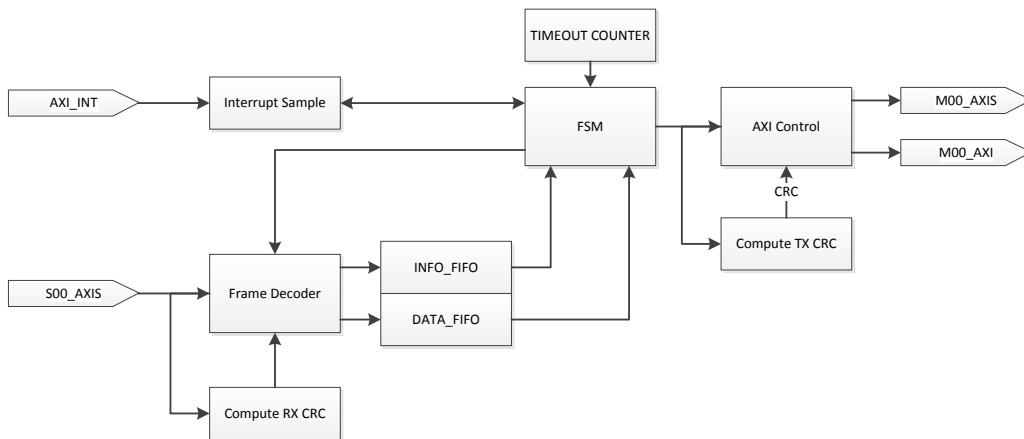 TIMEOUT COUNTER
AXI_INT
Interrupt Sample
FSM
AXI Control
M00_AXIS
M00_AXI
CRC
Compute TX CRC
S00_AXIS
Frame Decoder
INFO_FIFO
DATA_FIFO
Compute RX CRC